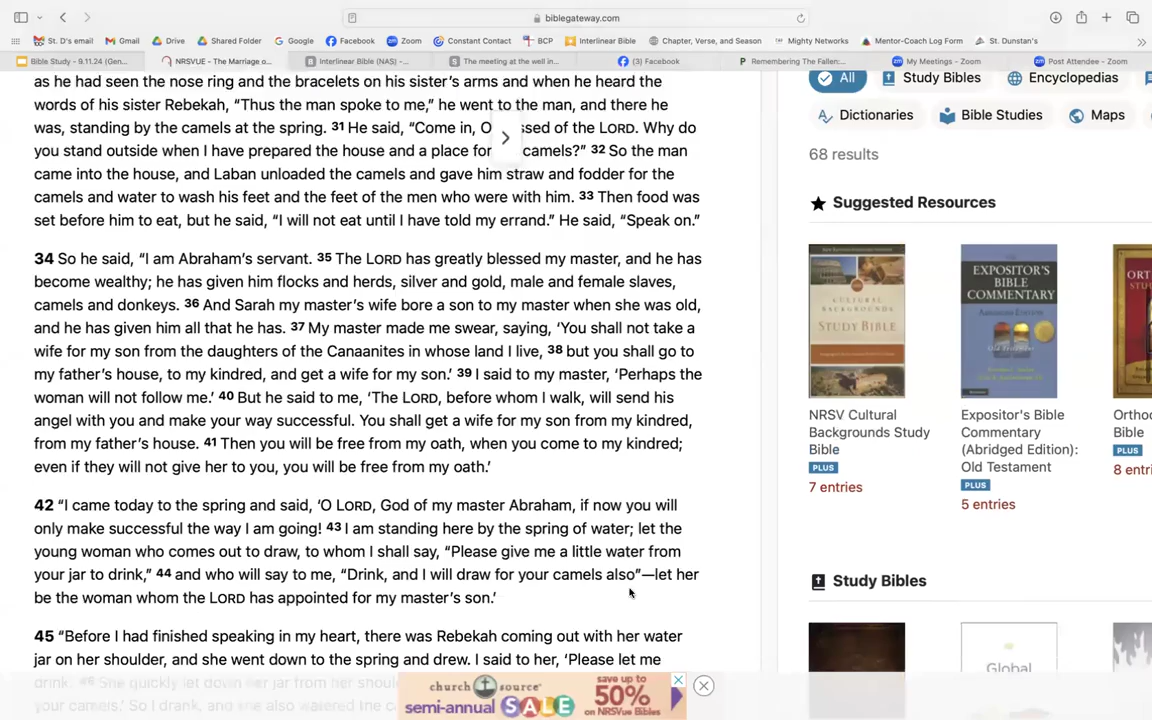 biblegateway.com
St. D's email
Gmail
Drive
Shared Folder
Google
Facebook
Zoom
Constant Contact
BCP
Interlinear Bible
Chapter, Verse, and Season
Mighty Networks
Mentor-Coach Log Form
St. Dunstan's
Bible Study - 9.11.24 (Gen...
NRSVUE - The Marriage o...
Interlinear Bible (NAS) -...
The meeting at the well in...
(3) Facebook
Remembering The Fallen:...
My Meetings - Zoom
Post Attendee - Zoom
as he had seen the nose ring and the bracelets on his sister's arms and when he heard the
words of his sister Rebekah, “Thus the man spoke to me,” he went to the man, and there he
was, standing by the camels at the spring. 31 He said, “Come in, O ssed of the LORD. Why do
you stand outside when I have prepared the house and a place for camels?” 32 So the man
came into the house, and Laban unloaded the camels and gave him straw and fodder for the
camels and water to wash his feet and the feet of the men who were with him. 33 Then food was
set before him to eat, but he said, “I will not eat until I have told my errand.” He said, “Speak on.”
34 So he said, “I am Abraham's servant. 35 The LORD has greatly blessed my master, and he has
become wealthy; he has given him flocks and herds, silver and gold, male and female slaves,
camels and donkeys. 36 And Sarah my master's wife bore a son to my master when she was old,
and he has given him all that he has. 37 My master made me swear, saying, ‘You shall not take a
wife for my son from the daughters of the Canaanites in whose land I live, 38 but you shall go to
my father's house, to my kindred, and get a wife for my son.’ 39 I said to my master, ‘Perhaps the
woman will not follow me.’ 40 But he said to me, ‘The LORD, before whom I walk, will send his
angel with you and make your way successful. You shall get a wife for my son from my kindred,
from my father's house. 41 Then you will be free from my oath, when you come to my kindred;
even if they will not give her to you, you will be free from my oath.’
42 “I came today to the spring and said, ‘O LORD, God of my master Abraham, if now you will
only make successful the way I am going! 43 I am standing here by the spring of water; let the
young woman who comes out to draw, to whom I shall say, “Please give me a little water from
your jar to drink,” 44 and who will say to me, “Drink, and I will draw for your camels also”—let her
be the woman whom the LORD has appointed for my master's son.’
45 “Before I had finished speaking in my heart, there was Rebekah coming out with her water
jar on her shoulder, and she went down to the spring and drew. I said to her, ‘Please let me
drink.’ 46 She quickly let down her jar from her shoul
your camels.’ So I drank, and she also watered the ca
All
Study Bibles
Encyclopedias
Dictionaries
Bible Studies
Maps
68 results
Suggested Resources
CULTURAL
BACKGROUNDS
STUDY BIBLE
EXPOSITOR'S
BIBLE
COMMENTARY
OLD TESTAMENT
ORT
STUD
NRSV Cultural
Backgrounds Study
Bible
PLUS
7 entries
Expositor's Bible
Commentary
(Abridged Edition):
Old Testament
PLUS
5 entries
Ortho
Bible
PLUS
8 entri
Study Bibles
Global
church source
semi-annual SALE
save up to
50%
on NRSVue Bibles